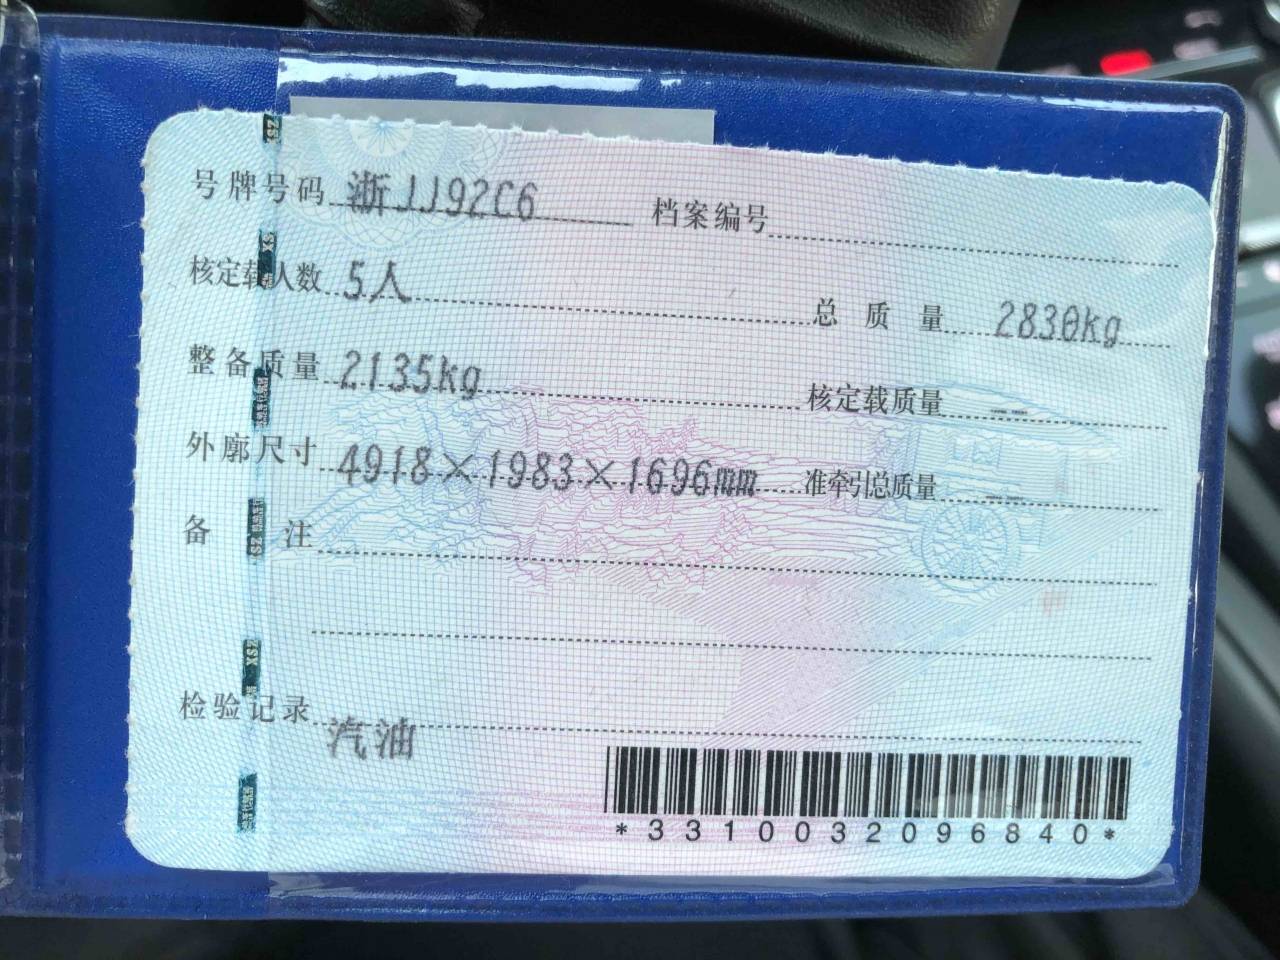 号牌号码 浙JJ92C6 档案编号
核定载人数 5人 总质量 2830kg
整备质量 2135kg 核定载质量 --
外廓尺寸 4918×1983×1696mm 准牵引总质量 --
备注
检验记录
汽油
*3310032096840*